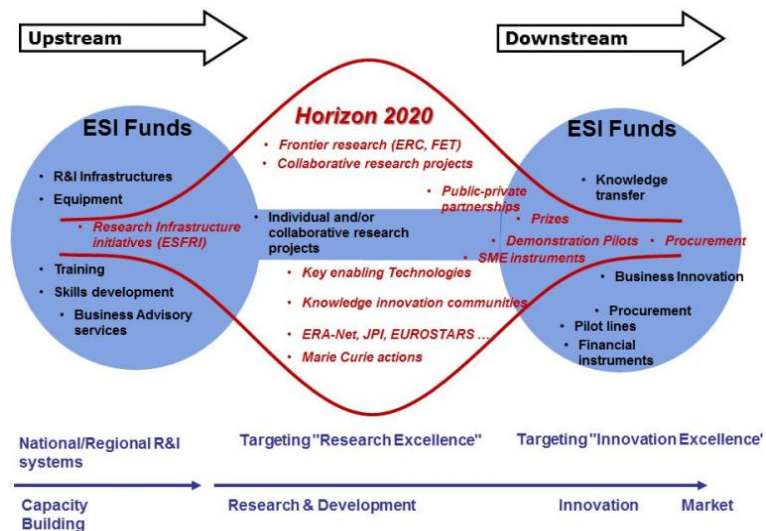 Upstream
Downstream
Horizon 2020
ESI Funds
ESI Funds
• Frontier research (ERC, FET)
• Collaborative research projects
• R&I Infrastructures
• Equipment
• Research Infrastructure
initiatives (ESFRI)
• Training
• Skills development
• Business Advisory
services
• Individual and/or
collaborative research
projects
• Public-private
partnerships
• Key enabling Technologies
• Knowledge innovation communities
• ERA-Net, JPI, EUROSTARS ...
• Marie Curie actions
• Knowledge
transfer
• Prizes
• Demonstration Pilots
• Procurement
• SME instruments
• Business Innovation
• Procurement
• Pilot lines
• Financial
instruments
National/Regional R&I
systems
Targeting "Research Excellence"
Targeting "Innovation Excellence"
Capacity
Building
Research & Development
Innovation
Market